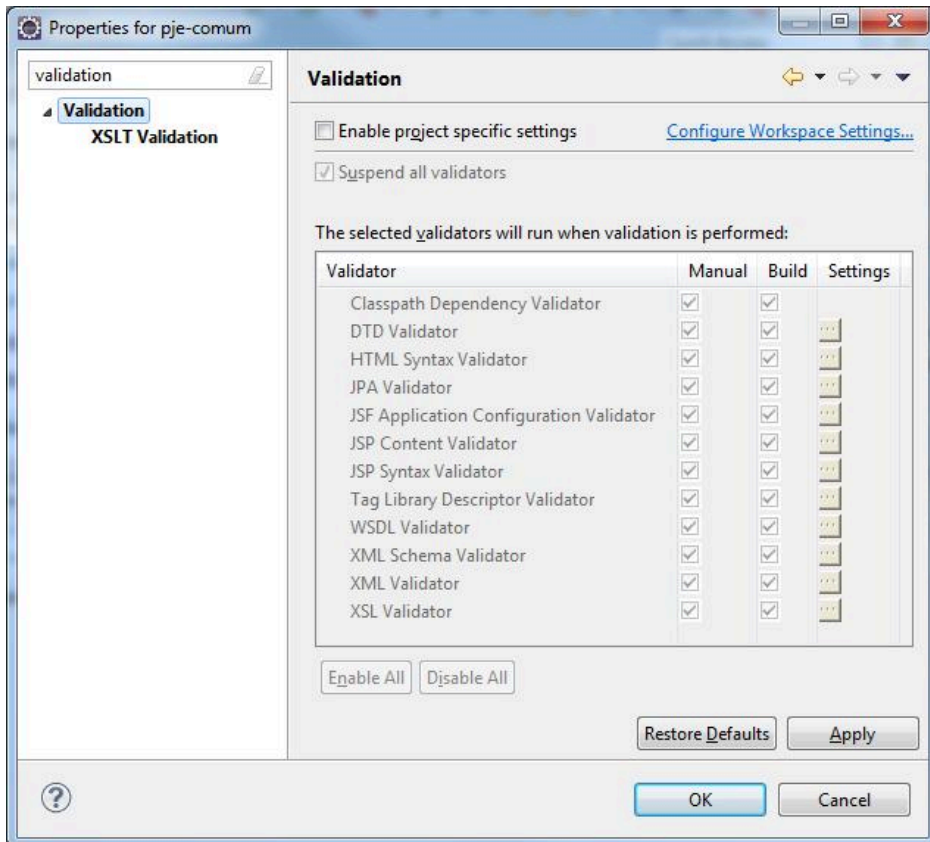 Properties for pje-comum
validation
Validation
XSLT Validation
Validation
Enable project specific settings Configure Workspace Settings...
Suspend all validators
The selected validators will run when validation is performed:
Validator Manual Build Settings
Classpath Dependency Validator
DTD Validator
HTML Syntax Validator
JPA Validator
JSF Application Configuration Validator
JSP Content Validator
JSP Syntax Validator
Tag Library Descriptor Validator
WSDL Validator
XML Schema Validator
XML Validator
XSL Validator
Enable All Disable All
Restore Defaults Apply
OK Cancel